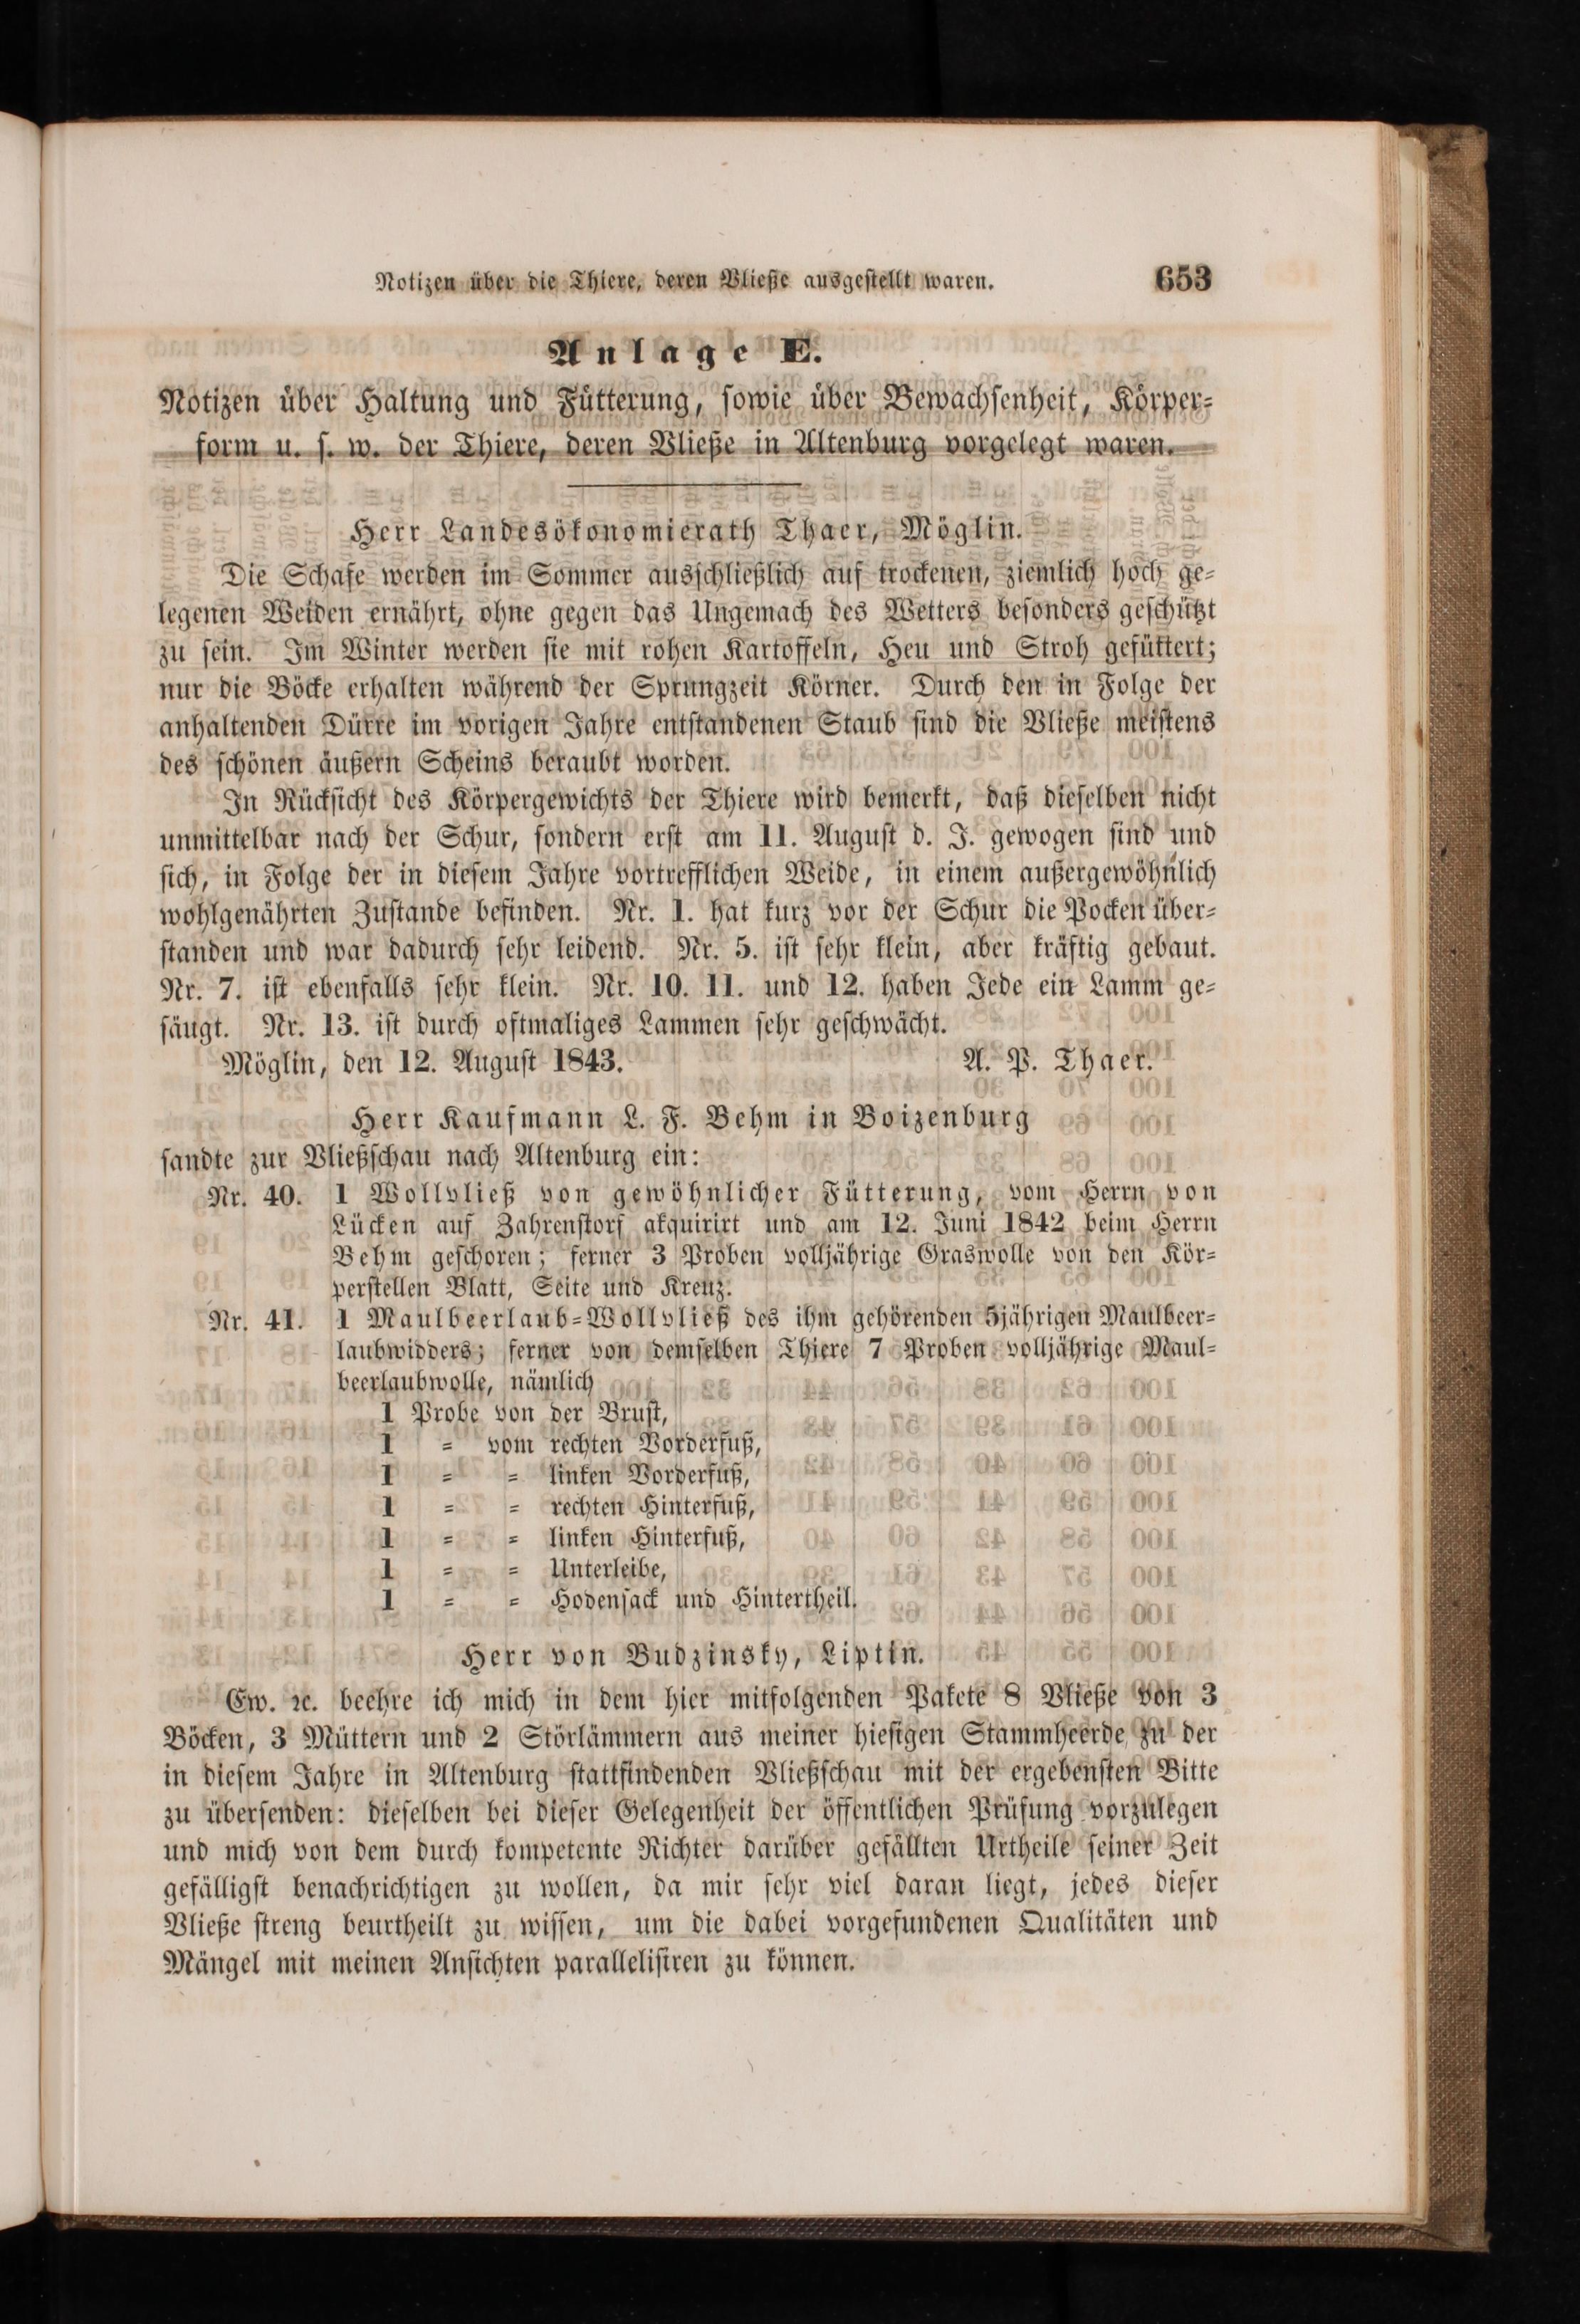 Notizen über die Thiere, deren Vließe ausgestellt waren. 653
Anlage E.
Notizen über Haltung und Fütterung, sowie über Bewachsenheit, Körper-
form u. s. w. der Thiere, deren Vließe in Altenburg vorgelegt waren.
Herr Landesökonomierath Thaer, Möglin.
Die Schafe werden im Sommer ausschließlich auf trockenen, ziemlich hoch ge-
legenen Weiden ernährt, ohne gegen das Ungemach des Wetters besonders geschützt
zu sein. Im Winter werden sie mit rohen Kartoffeln, Heu und Stroh gefüttert;
nur die Böcke erhalten während der Sprungzeit Körner. Durch den in Folge der
anhaltenden Dürre im vorigen Jahre entstandenen Staub sind die Vließe meistens
des schönen äußern Scheins beraubt worden.
In Rücksicht des Körpergewichts der Thiere wird bemerkt, daß dieselben nicht
unmittelbar nach der Schur, sondern erst am 11. August d. J. gewogen sind und
sich, in Folge der in diesem Jahre vortrefflichen Weide, in einem außergewöhnlich
wohlgenährten Zustande befinden. Nr. 1. hat kurz vor der Schur die Pocken über-
standen und war dadurch sehr leidend. Nr. 5. ist sehr klein, aber kräftig gebaut.
Nr. 7. ist ebenfalls sehr klein. Nr. 10. 11. und 12. haben Jede ein Lamm ge-
säugt. Nr. 13. ist durch oftmaliges Lammen sehr geschwächt.
Möglin, den 12. August 1843. A. P. Thaer.
Herr Kaufmann L. F. Behm in Boizenburg
sandte zur Vließschau nach Altenburg ein:
Nr. 40. 1 Wollvließ von gewöhnlicher Fütterung, vom Herrn von
Lücken auf Zahrenstorf akquirirt und am 12. Juni 1842 beim Herrn
Behm geschoren; ferner 3 Proben volljährige Graswolle von den Kör-
perstellen Blatt, Seite und Kreuz.
Nr. 41. 1 Maulbeerlaub-Wollvließ des ihm gehörenden 5jährigen Maulbeer-
laubwidders; ferner von demselben Thiere 7 Proben volljährige Maul-
beerlaubwolle, nämlich
1 Probe von der Brust,
1 = vom rechten Vorderfuß,
1 = = linken Vorderfuß,
1 = = rechten Hinterfuß,
1 = = linken Hinterfuß,
1 = = Unterleibe,
1 = = Hodensack und Hintertheil.
Herr von Budzinsky, Liptin.
Ew. ꝛc. beehre ich mich in dem hier mitfolgenden Pakete 8 Vließe von 3
Böcken, 3 Müttern und 2 Störlämmern aus meiner hiesigen Stammheerde zu der
in diesem Jahre in Altenburg stattfindenden Vließschau mit der ergebensten Bitte
zu übersenden: dieselben bei dieser Gelegenheit der öffentlichen Prüfung vorzulegen
und mich von dem durch kompetente Richter darüber gefällten Urtheile seiner Zeit
gefälligst benachrichtigen zu wollen, da mir sehr viel daran liegt, jedes dieser
Vließe streng beurtheilt zu wissen, um die dabei vorgefundenen Qualitäten und
Mängel mit meinen Ansichten parallelisiren zu können.